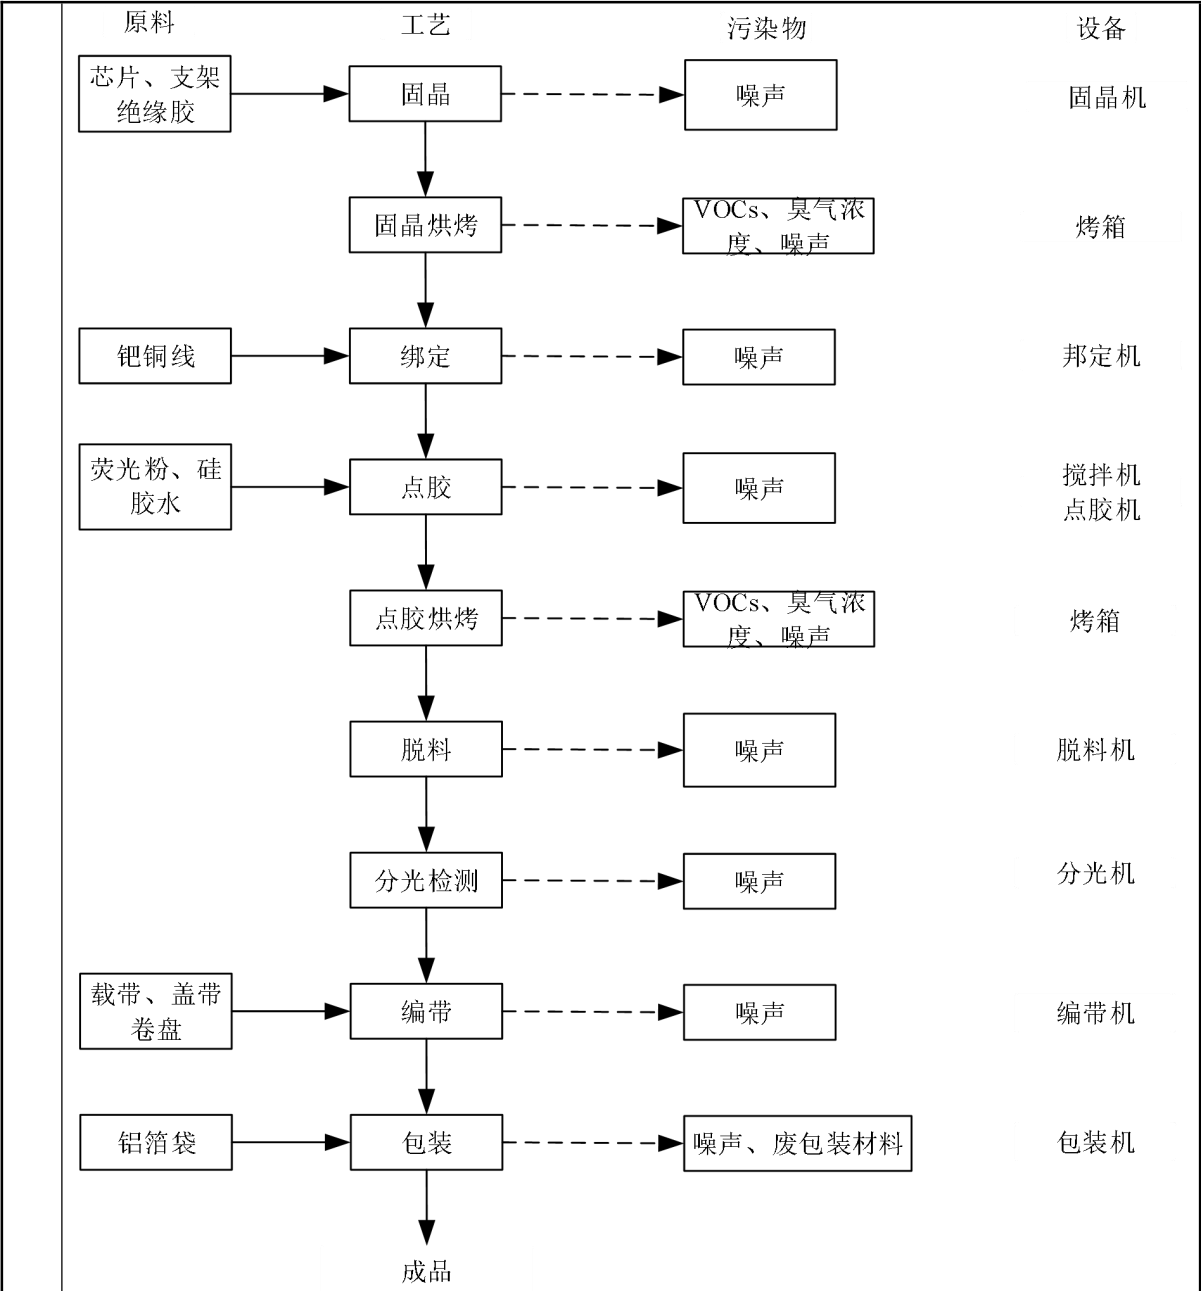 原料 工艺 污染物 设备
芯片、支架
绝缘胶
固晶
噪声
固晶机
固晶烘烤
VOCs、臭气浓
度、噪声
烤箱
钯铜线
绑定
噪声
邦定机
荧光粉、硅
胶水
点胶
噪声
搅拌机
点胶机
点胶烘烤
VOCs、臭气浓
度、噪声
烤箱
脱料
噪声
脱料机
分光检测
噪声
分光机
载带、盖带
卷盘
编带
噪声
编带机
铝箔袋
包装
噪声、废包装材料
包装机
成品